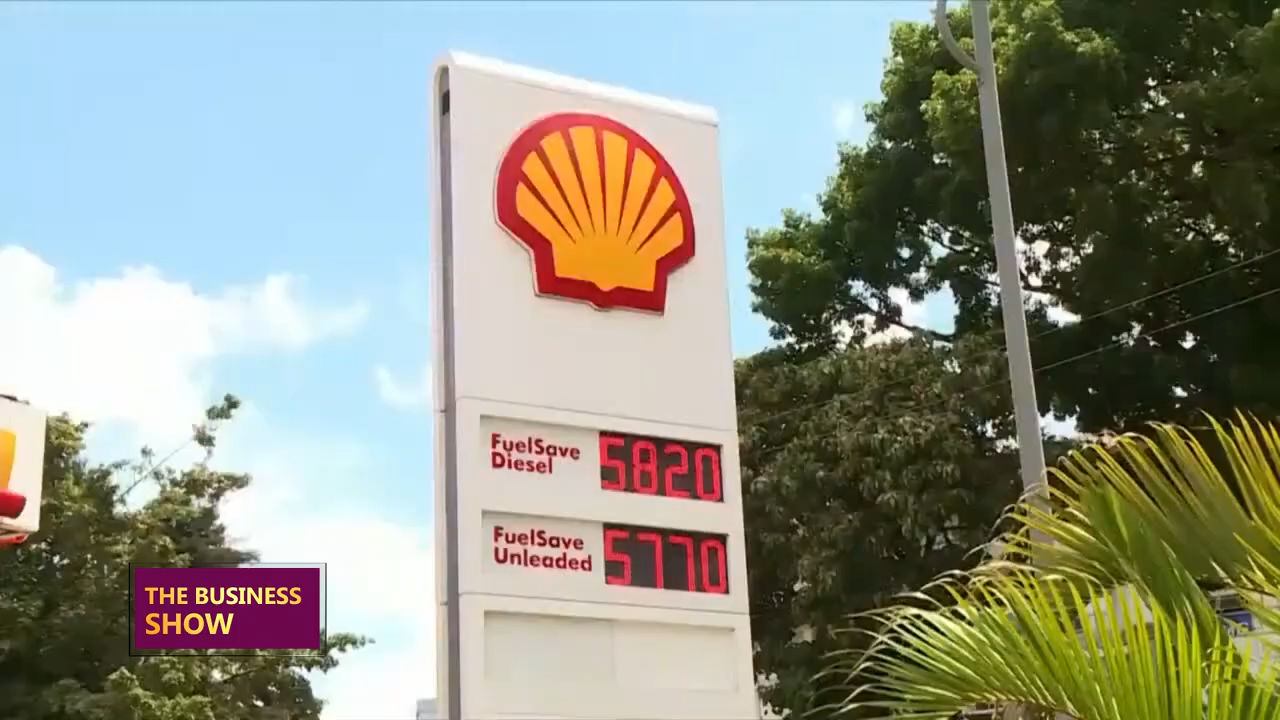 FuelSave
Diesel
5820
FuelSave
Unleaded
5770
THE BUSINESS
SHOW